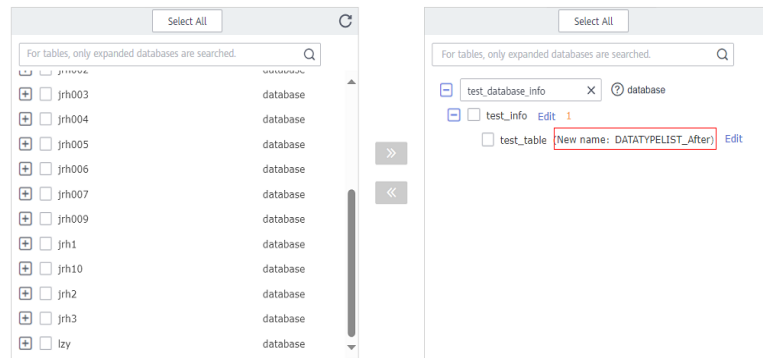 Select All
For tables, only expanded databases are searched.
jrh002 database
jrh003 database
jrh004 database
jrh005 database
jrh006 database
jrh007 database
jrh009 database
jrh1 database
jrh10 database
jrh2 database
jrh3 database
lzy database
Select All
For tables, only expanded databases are searched.
test_database_info database
test_info Edit 1
test_table (New name: DATATYPELIST_After) Edit